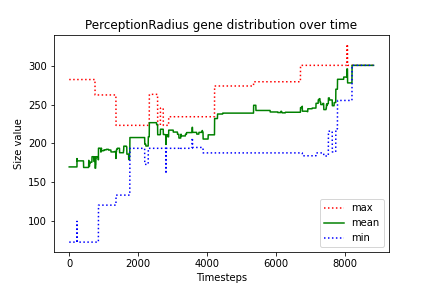 PerceptionRadius gene distribution over time
300
250
200
150
100
Size value
0
2000
4000
6000
8000
Timesteps
max
mean
min